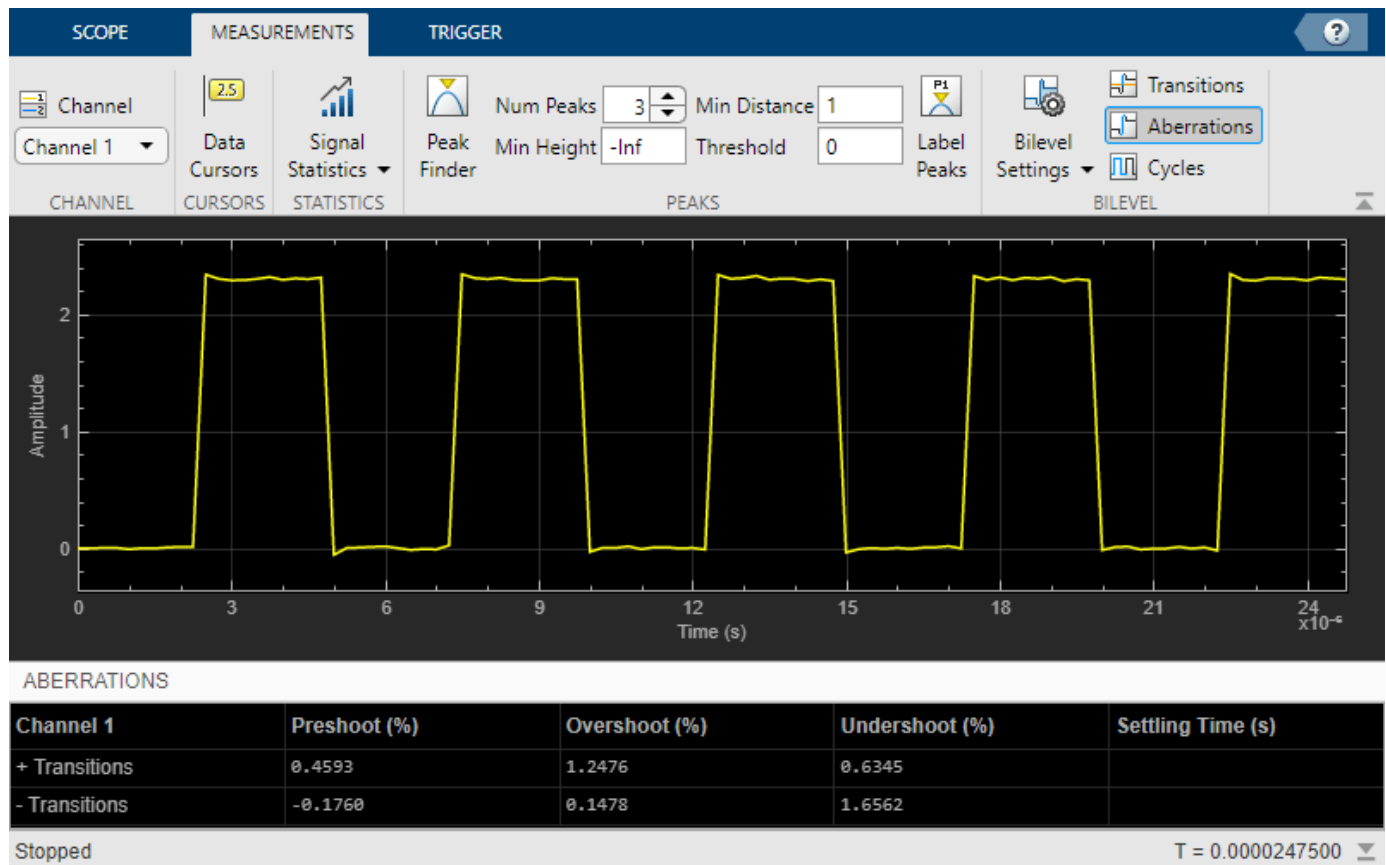 SCOPE MEASUREMENTS TRIGGER ?
1 2 Channel 2.5 Num Peaks 3 Min Distance 1 P1 Transitions
Channel 1 Data Signal Peak Min Height -Inf Threshold 0 Label Bilevel Aberrations
Cursors Statistics Finder Peaks Settings Cycles
CHANNEL CURSORS STATISTICS PEAKS BILEVEL
2
1
0
Amplitude
0 3 6 9 12 15 18 21 24
Time (s) x10⁻⁶
ABERRATIONS
Channel 1 Preshoot (%) Overshoot (%) Undershoot (%) Settling Time (s)
+ Transitions 0.4593 1.2476 0.6345
- Transitions -0.1760 0.1478 1.6562
Stopped T = 0.0000247500